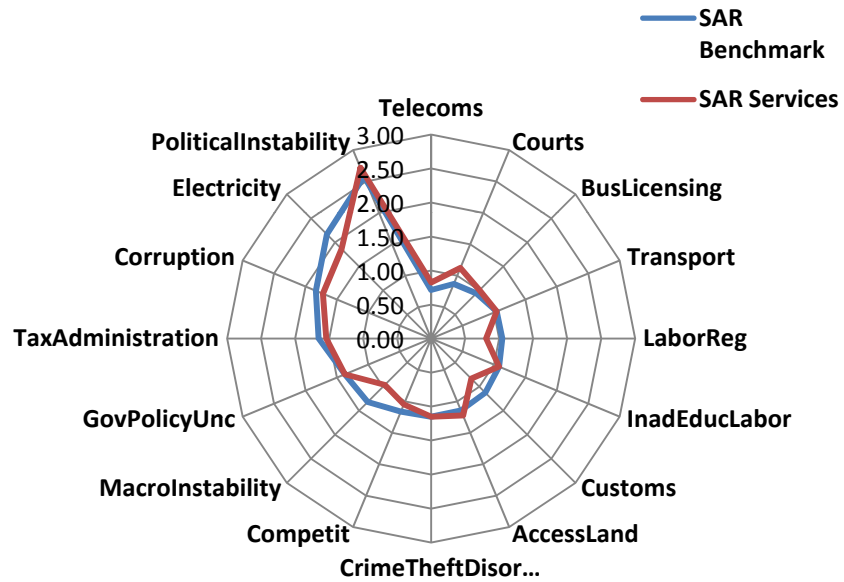 SAR
Benchmark
SAR Services
Telecoms
Courts
BusLicensing
Transport
LaborReg
InadEducLabor
Customs
AccessLand
CrimeTheftDisor...
Competit
MacroInstability
GovPolicyUnc
TaxAdministration
Corruption
Electricity
PoliticalInstability
3.00
2.50
2.00
1.50
1.00
0.50
0.00